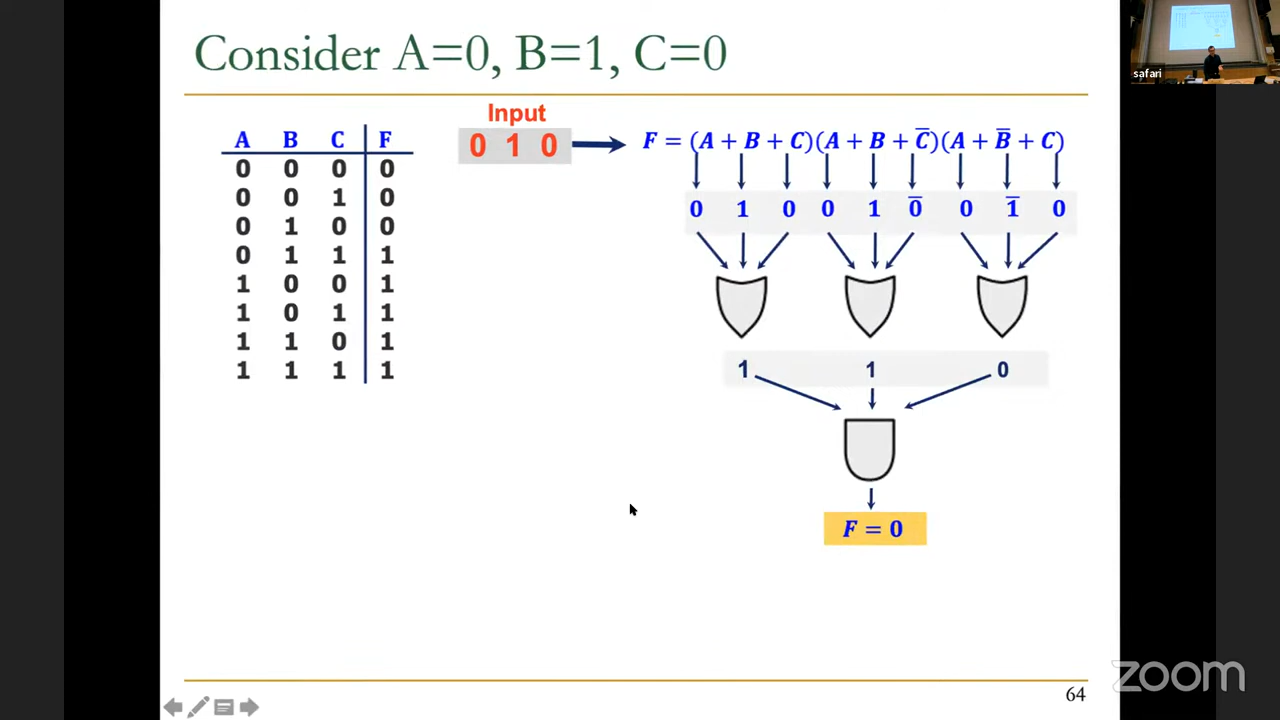 Consider A=0, B=1, C=0
safari
Input
0 1 0
F = (A + B + C)(A + B + C̅)(A + B̅ + C)
A B C F
0 0 0 0
0 0 1 0
0 1 0 0
0 1 1 1
1 0 0 1
1 0 1 1
1 1 0 1
1 1 1 1
0 1 0 0 1 0̅ 0 1̅ 0
1 1 0
F = 0
64
zoom